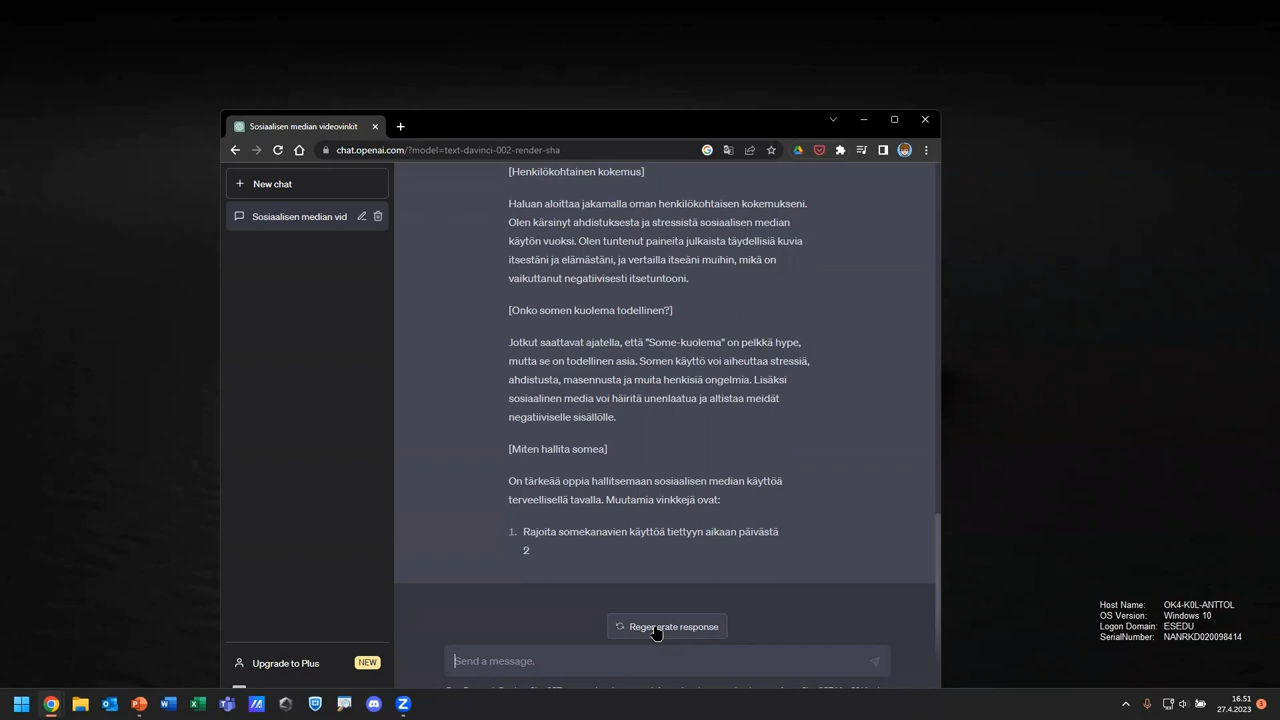 Sosiaalisen median videovinkit
chat.openai.com/?model=text-davinci-002-render-sha
New chat
Sosiaalisen median vid
[Henkilökohtainen kokemus]
Haluan aloittaa jakamalla oman henkilökohtaisen kokemukseni.
Olen kärsinyt ahdistuksesta ja stressistä sosiaalisen median
käytön vuoksi. Olen tuntenut paineita julkaista täydellisiä kuvia
itsestäni ja elämästäni, ja vertailla itseäni muihin, mikä on
vaikuttanut negatiivisesti itsetuntooni.
[Onko somen kuolema todellinen?]
Jotkut saattavat ajatella, että "Some-kuolema" on pelkkä hype,
mutta se on todellinen asia. Somen käyttö voi aiheuttaa stressiä,
ahdistusta, masennusta ja muita henkisiä ongelmia. Lisäksi
sosiaalinen media voi häiritä unenlaatua ja altistaa meidät
negatiiviselle sisällölle.
[Miten hallita somea]
On tärkeää oppia hallitsemaan sosiaalisen median käyttöä
terveellisellä tavalla. Muutamia vinkkejä ovat:
1. Rajoita somekanavien käyttöä tiettyyn aikaan päivästä
2
Regenerate response
Send a message.
Upgrade to Plus
NEW
Host Name: OK4-K0L-ANTTOL
OS Version: Windows 10
Logon Domain: ESEDU
SerialNumber: NANRKD020098414
16.51
27.4.2023
3